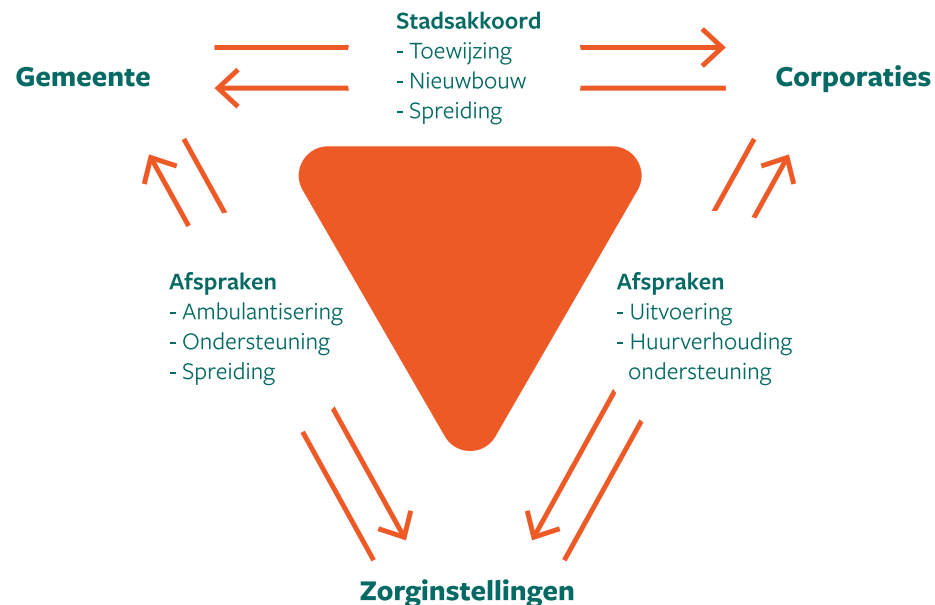 Stadsakkoord
- Toewijzing
- Nieuwbouw
- Spreiding
Gemeente
Corporaties
Afspraken
- Ambulantisering
- Ondersteuning
- Spreiding
Afspraken
- Uitvoering
- Huurverhouding
ondersteuning
Zorginstellingen